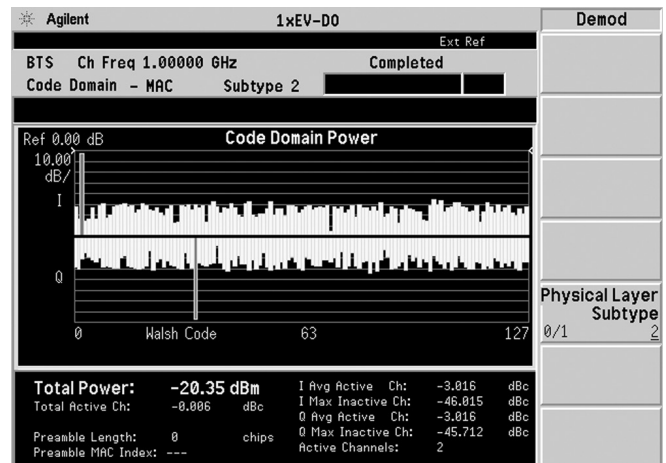 Agilent 1xEV-DO Demod
Ext Ref
BTS Ch Freq 1.00000 GHz Completed
Code Domain - MAC Subtype 2
Ref 0.00 dB Code Domain Power
10.00
dB/
I
Q
0 Walsh Code 63 127
Physical Layer
Subtype
0/1 2
Total Power: -20.35 dBm
Total Active Ch: -0.006 dBc
Preamble Length: 0 chips
Preamble MAC Index: ---
I Avg Active Ch: -3.016 dBc
I Max Inactive Ch: -46.015 dBc
Q Avg Active Ch: -3.016 dBc
Q Max Inactive Ch: -45.712 dBc
Active Channels: 2